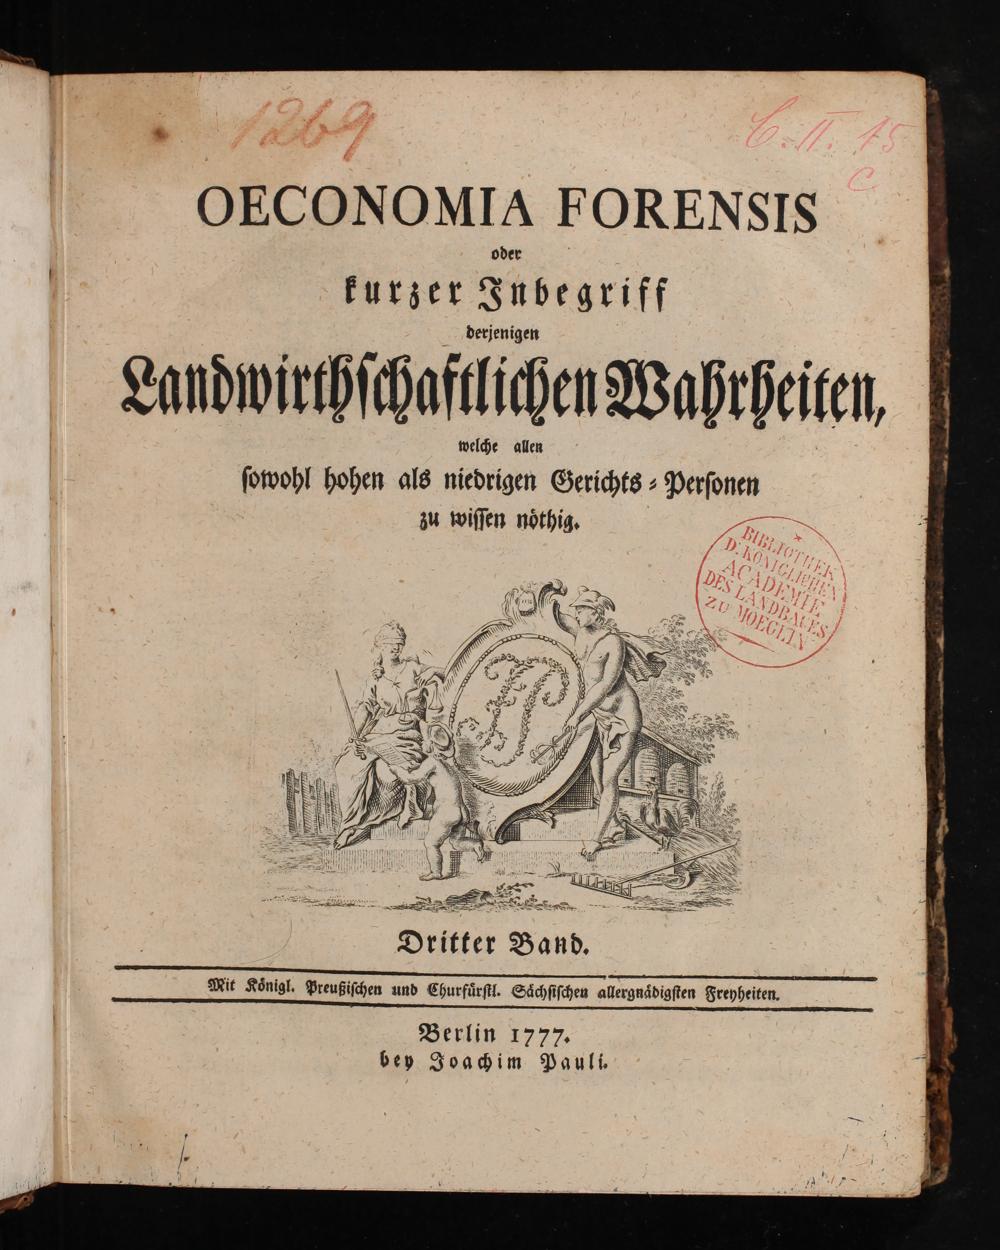 1269
C. II. 15
c
OECONOMIA FORENSIS
oder
kurzer Inbegriff
derjenigen
Landwirthschaftlichen Wahrheiten,
welche allen
sowohl hohen als niedrigen Gerichts-Personen
zu wissen nöthig.
BIBLIOTHEK
D. KÖNIGLICHEN
ACADEMIE
DES LANDBAUES
ZU MOEGLIN
Dritter Band.
Mit Königl. Preußischen und Churfürstl. Sächsischen allergnädigsten Freyheiten.
Berlin 1777.
bey Joachim Pauli.